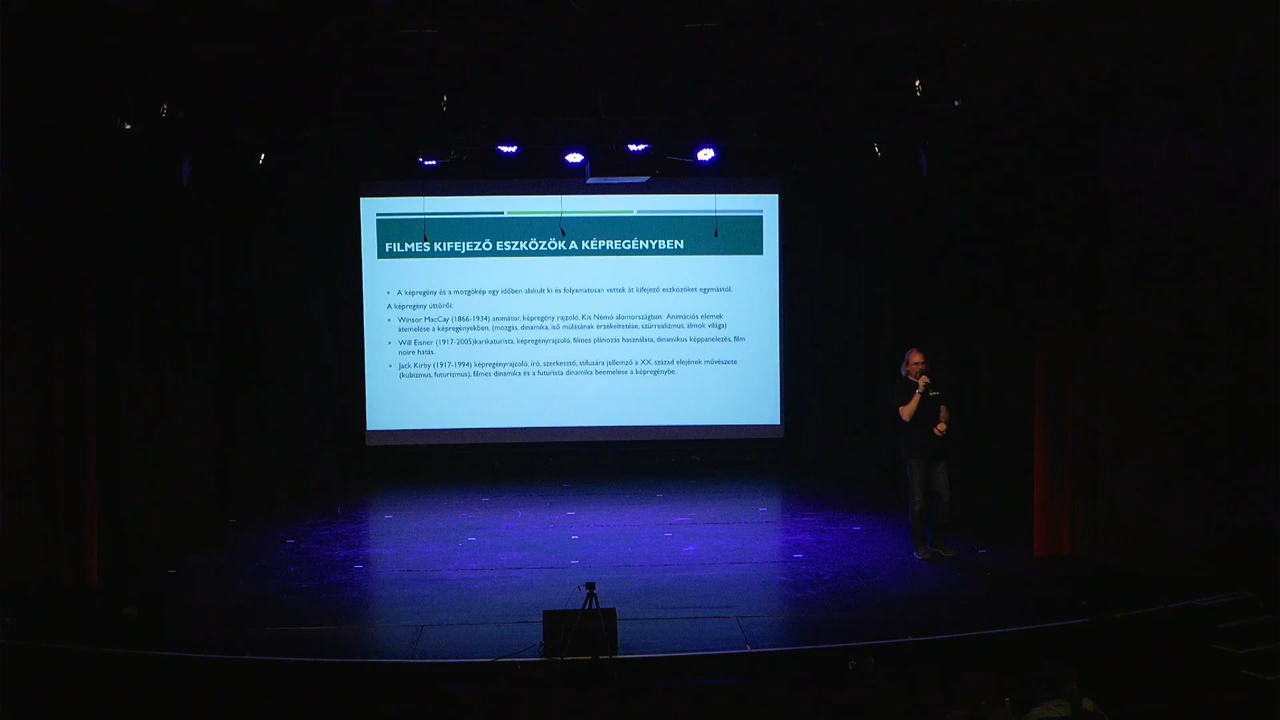 FILMES KIFEJEZŐ ESZKÖZÖK A KÉPREGÉNYBEN
A képregény és a mozgókép egy időben alakult ki és folyamatosan vettek át kifejező eszközöket egymástól.
A képregény úttörői:
Winsor MacCay (1866-1934) animátor, képregény rajzoló, Kis Némó álomországban. Animációs elemek
átemelése a képregényekben. (mozgás, dinamika, idő múlásának érzékeltetése, szürrealizmus, álmok világa)
Will Eisner (1917-2005)karikaturista, képregényrajzoló, filmes plánozás használata, dinamikus képpanelezés, film
noire hatás.
Jack Kirby (1917-1994) képregényrajzoló, író, szerkesztő, stílusára jellemző a XX. század elejének művészete
(kubizmus, futurizmus), filmes dinamika és a futurista dinamika beemelése a képregénybe.